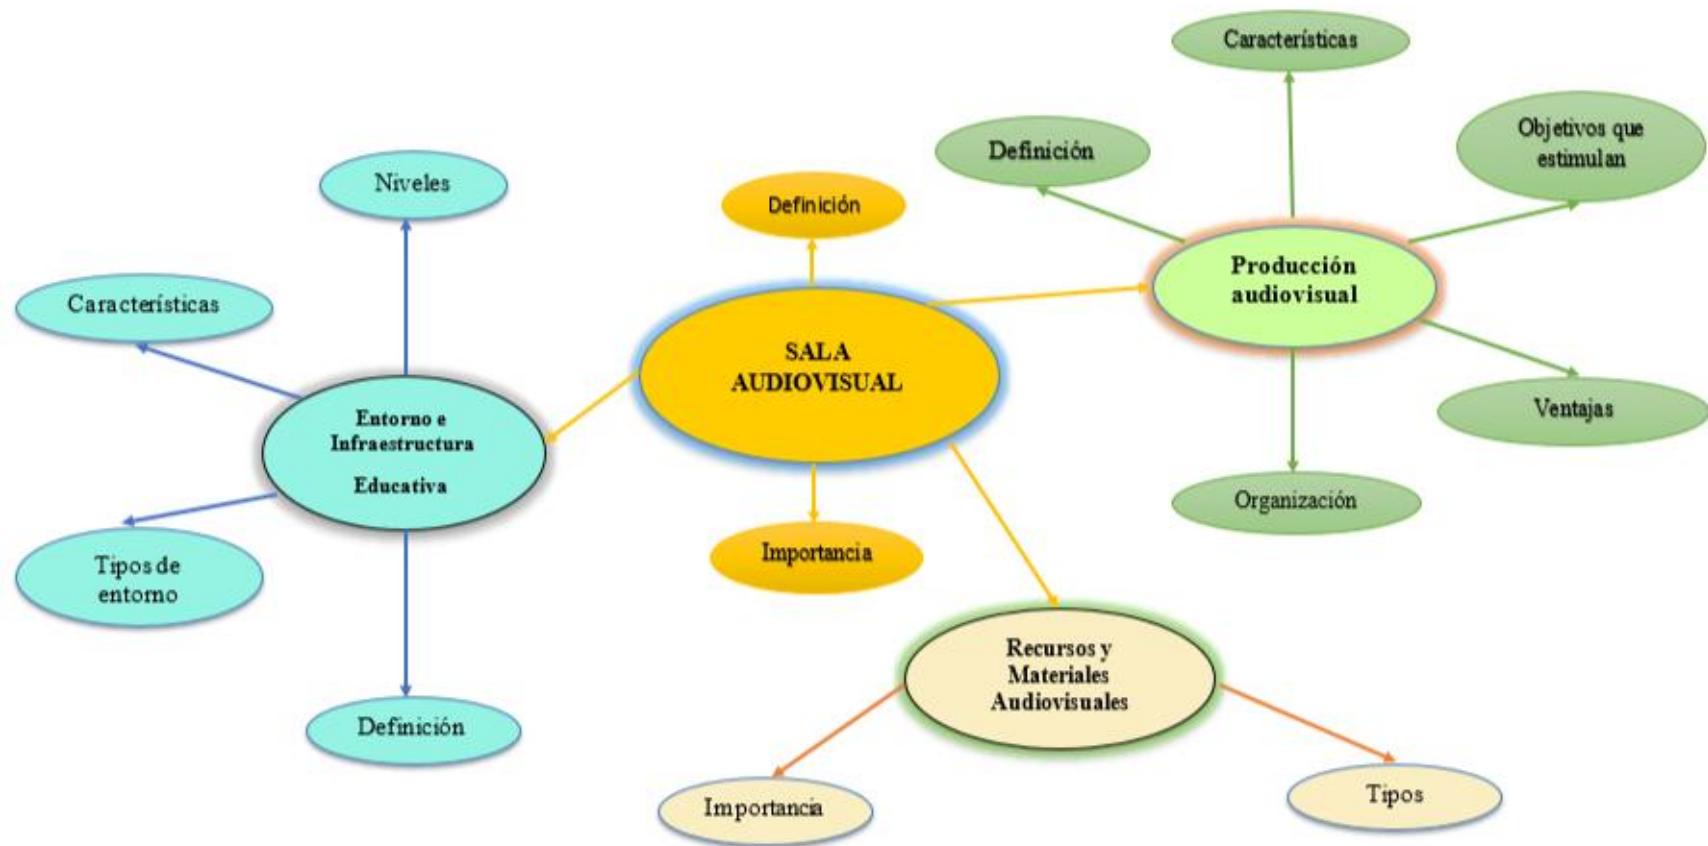 Características
Objetivos que
estimulan
Definición
Niveles
Definición
Producción
audiovisual
Características
SALA
AUDIOVISUAL
Entorno e
Infraestructura
Educativa
Ventajas
Organización
Importancia
Tipos de
entorno
Recursos y
Materiales
Audiovisuales
Definición
Importancia
Tipos